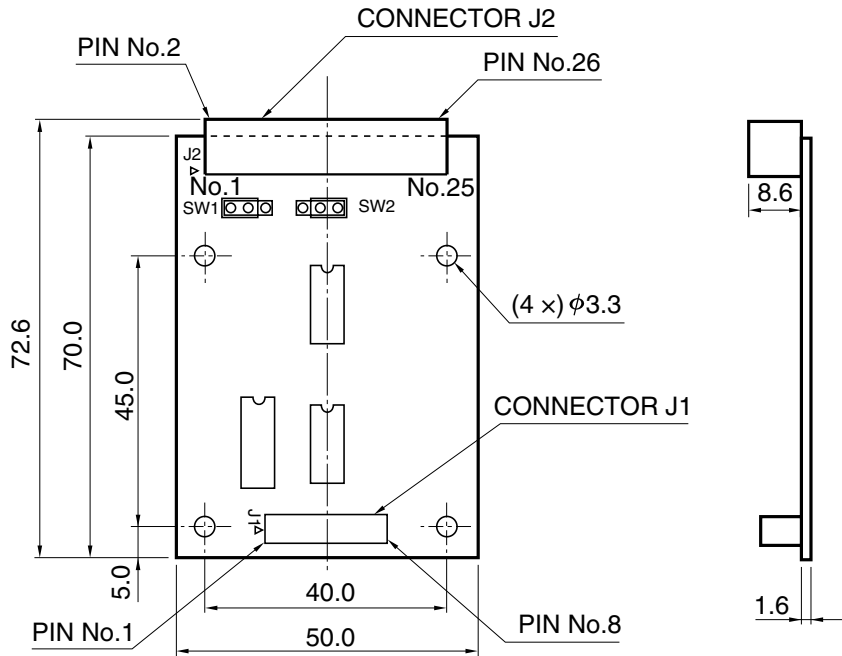 CONNECTOR J2
PIN No.2
PIN No.26
J2
No.1
No.25
SW1
SW2
8.6
(4 ×) ϕ3.3
72.6
70.0
45.0
CONNECTOR J1
J1
5.0
40.0
1.6
PIN No.1
PIN No.8
50.0